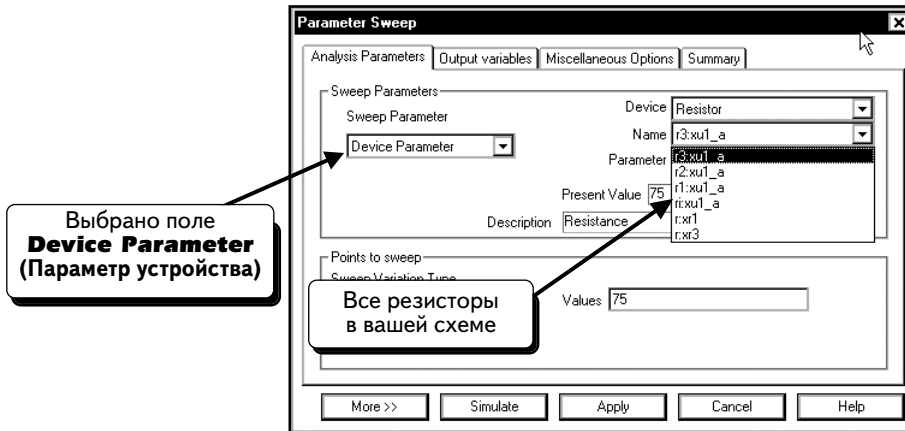 Parameter Sweep
Analysis Parameters Output variables Miscellaneous Options Summary
Sweep Parameters
Sweep Parameter
Device Parameter
Device Resistor
Name r3:xu1_a
r3:xu1_a
r2:xu1_a
r1:xu1_a
ri:xu1_a
r:xr1
r:xr3
Parameter
Present Value 75
Description Resistance
Выбрано поле
Device Parameter
(Параметр устройства)
Points to sweep
Sweep Variation Type
Values 75
Все резисторы
в вашей схеме
More >> Simulate Apply Cancel Help